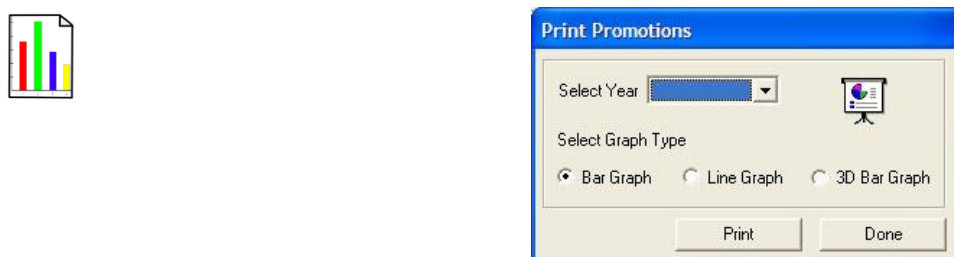 Print Promotions
Select Year
Select Graph Type
Bar Graph Line Graph 3D Bar Graph
Print Done